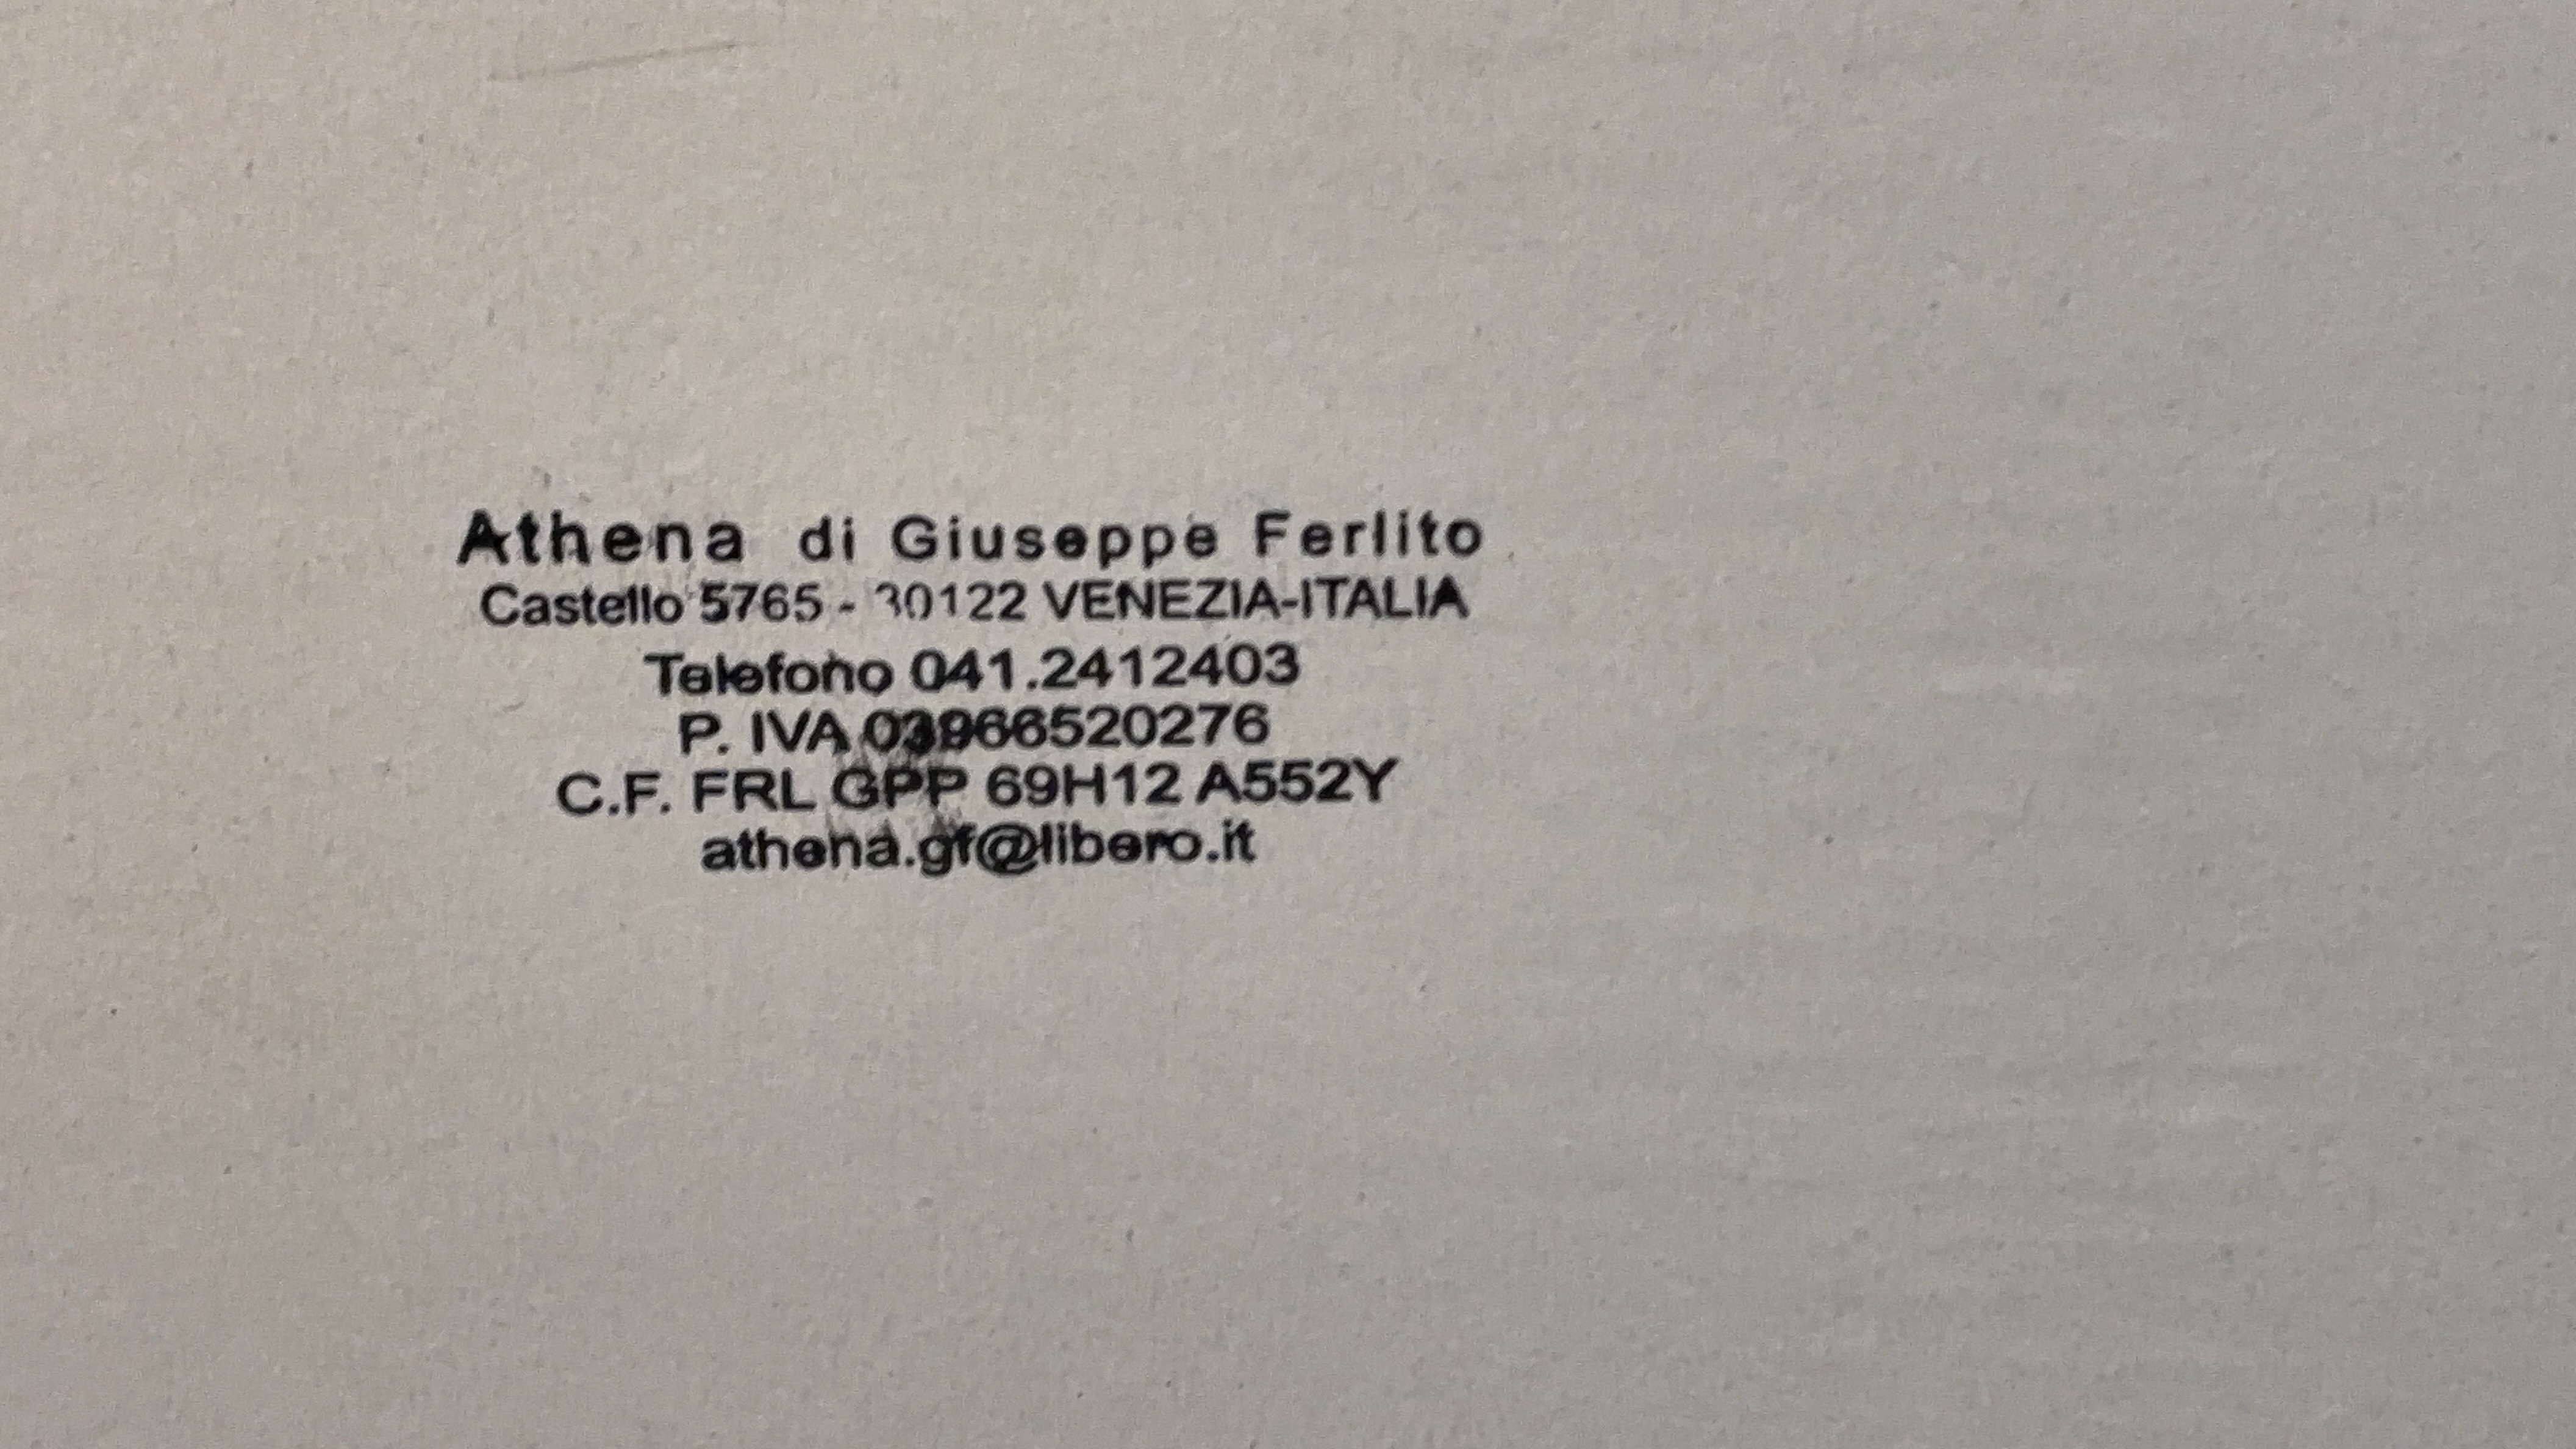 Athena di Giuseppe Ferlito
Castello 5765 - 30122 VENEZIA-ITALIA
Telefono 041.2412403
P. IVA 03966520276
C.F. FRL GPP 69H12 A552Y
athena.gf@libero.it